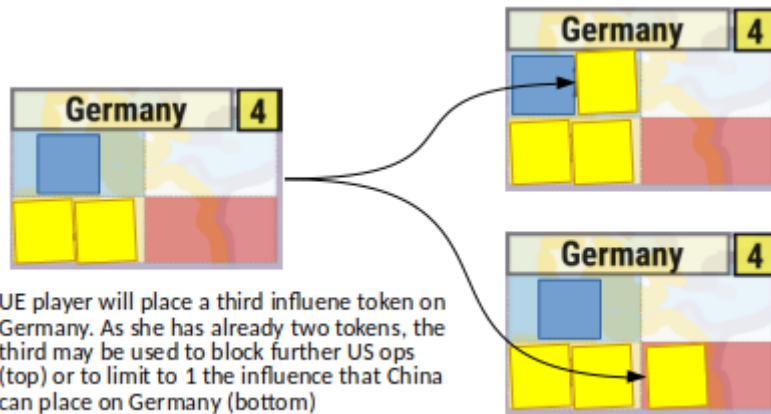 Germany 4
Germany 4
UE player will place a third influene token on
Germany. As she has already two tokens, the
third may be used to block further US ops
(top) or to limit to 1 the influence that China
can place on Germany (bottom)
Germany 4